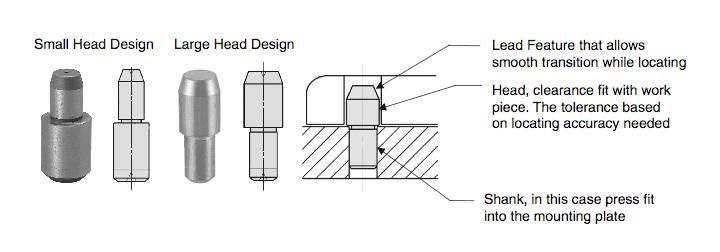 Small Head Design
Large Head Design
Lead Feature that allows
smooth transition while locating
Head, clearance fit with work
piece. The tolerance based
on locating accuracy needed
Shank, in this case press fit
into the mounting plate